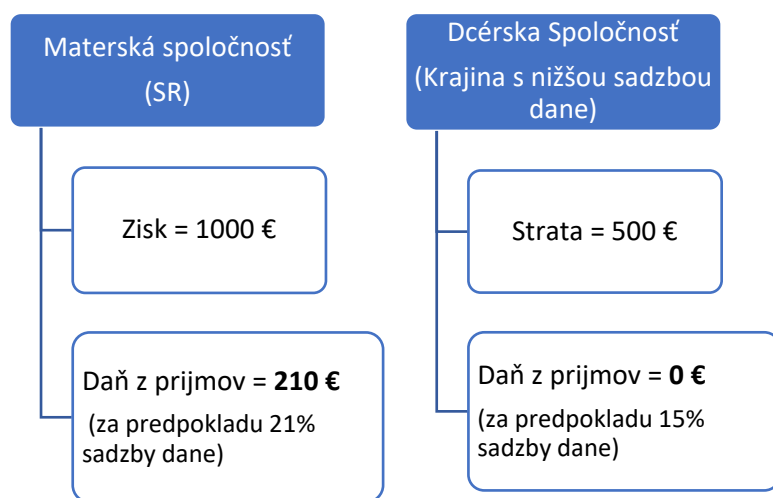 Materská spoločnosť
(SR)
Zisk = 1000 €
Daň z prijmov = 210 €
(za predpokladu 21%
sadzby dane)
Dcérska Spoločnosť
(Krajina s nižšou sadzbou
dane)
Strata = 500 €
Daň z prijmov = 0 €
(za predpokladu 15%
sadzby dane)